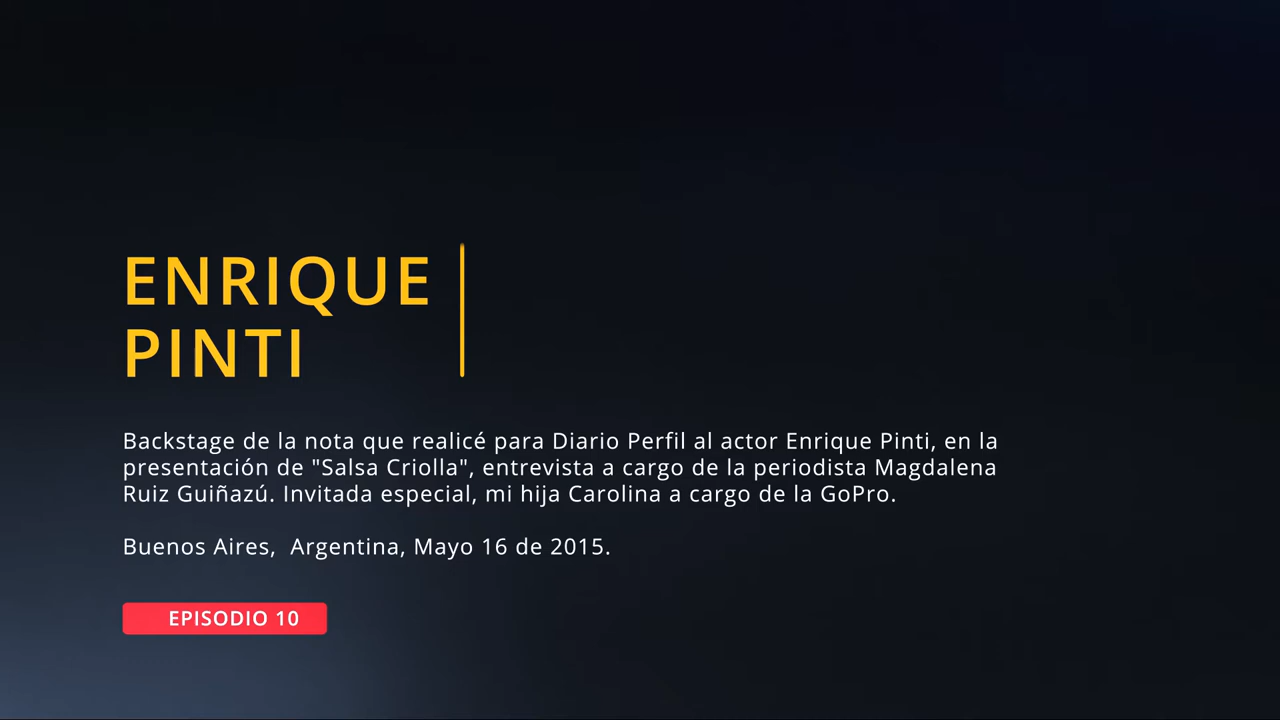 ENRIQUE
PINTI
Backstage de la nota que realicé para Diario Perfil al actor Enrique Pinti, en la
presentación de "Salsa Criolla", entrevista a cargo de la periodista Magdalena
Ruiz Guiñazú. Invitada especial, mi hija Carolina a cargo de la GoPro.
Buenos Aires,  Argentina, Mayo 16 de 2015.
EPISODIO 10